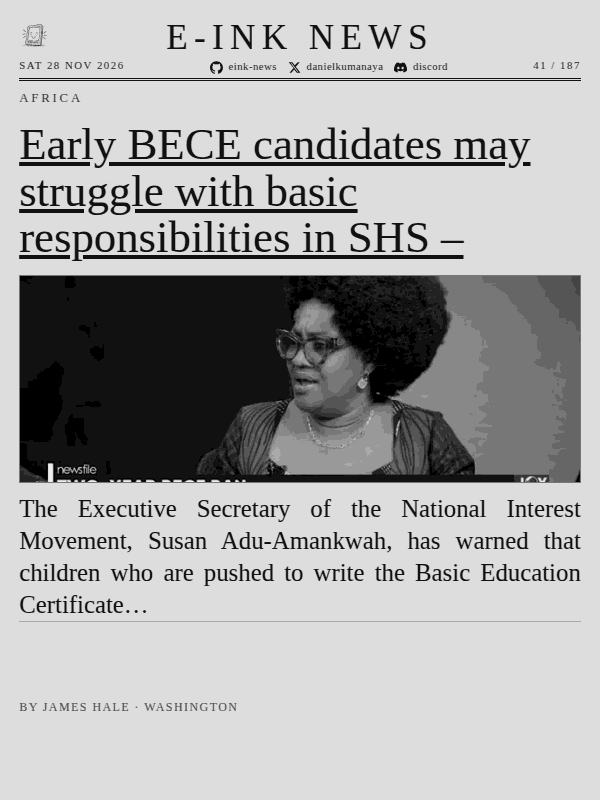 E-INK NEWS
SAT 28 NOV 2026
eink-news danielkumanaya discord
41 / 187
AFRICA
Early BECE candidates may
struggle with basic
responsibilities in SHS –
newsfile
The Executive Secretary of the National Interest
Movement, Susan Adu-Amankwah, has warned that
children who are pushed to write the Basic Education
Certificate…
BY JAMES HALE · WASHINGTON